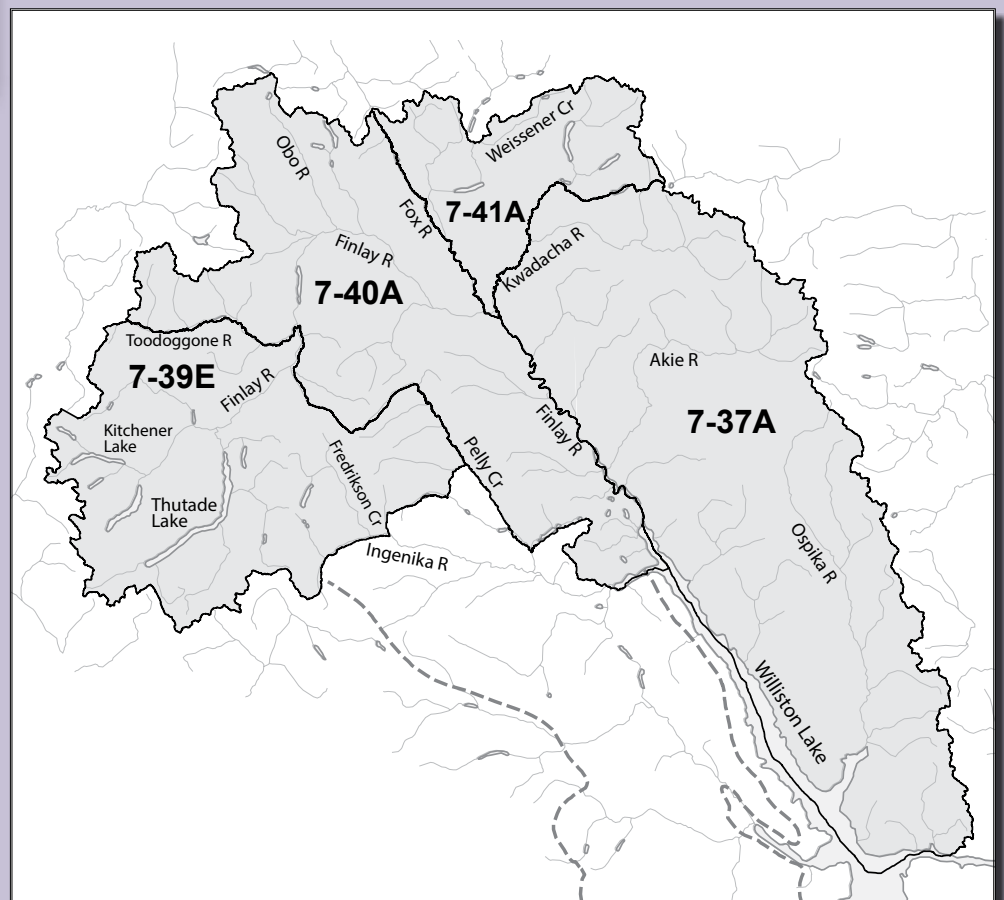 Weissener Cr
Obo R
Fox R
7-41A
Finlay R
Kwadacha R
7-40A
Toodoggone R
Akie R
7-39E
Finlay R
Finlay R
7-37A
Kitchener
Lake
Fredrikson Cr
Pelly Cr
Thutade
Lake
Ospika R
Ingenika R
Williston Lake